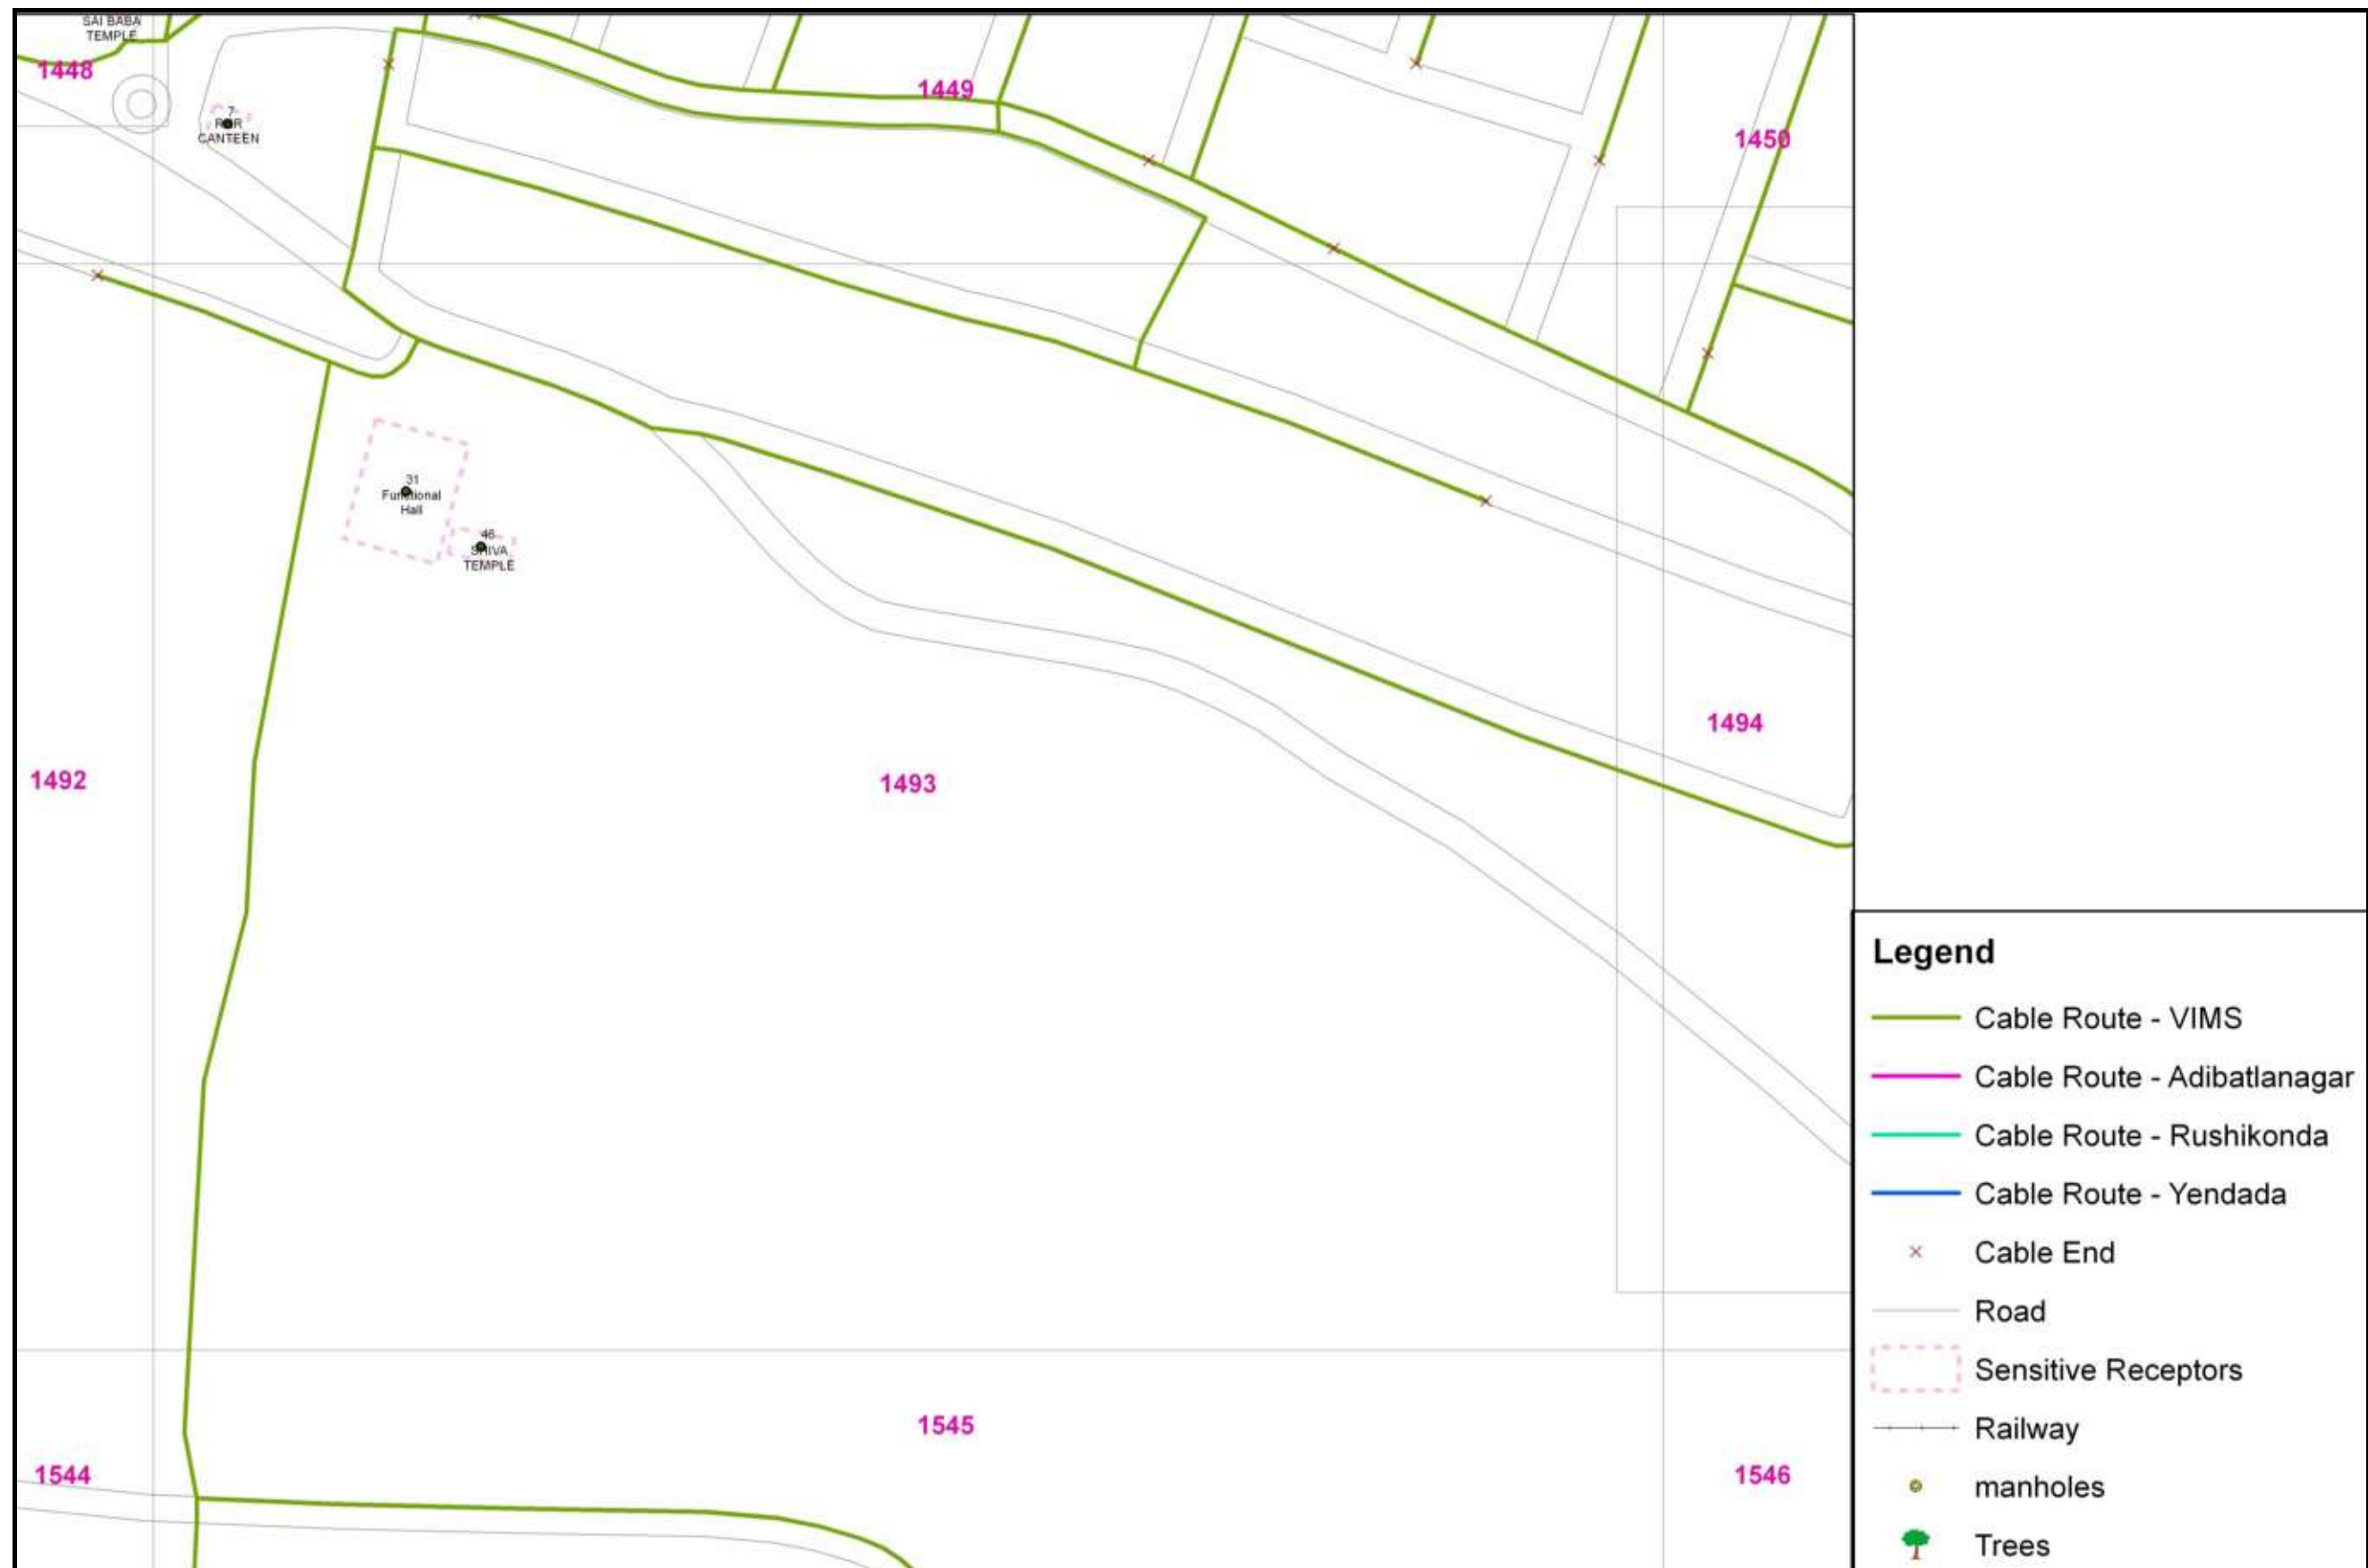 SAI BABA
TEMPLE
1448
1449
7
R&R
CANTEEN
1450
31
Functional
Hall
46
SHIVA
TEMPLE
1494
1492
1493
Legend
Cable Route - VIMS
Cable Route - Adibatlanagar
Cable Route - Rushikonda
Cable Route - Yendada
Cable End
Road
Sensitive Receptors
Railway
manholes
Trees
1545
1544
1546